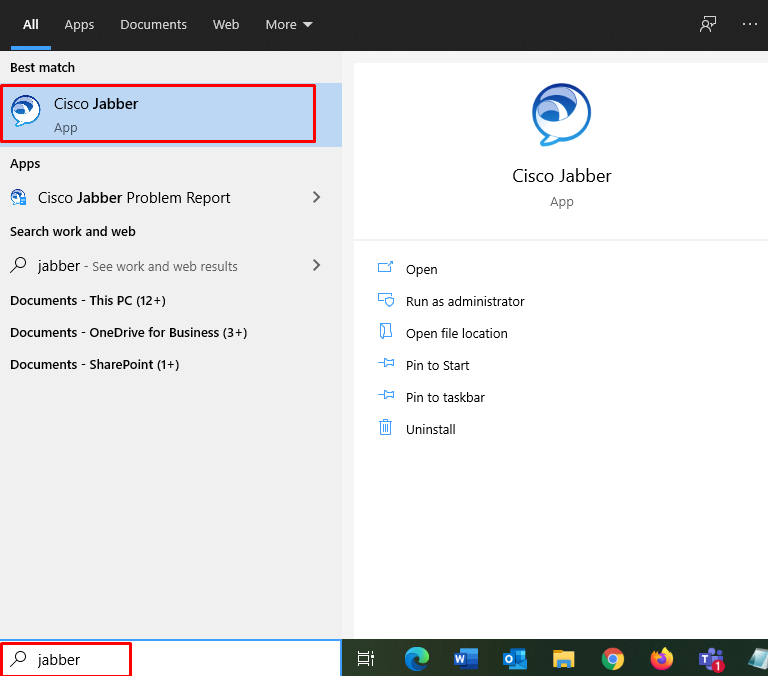 All Apps Documents Web More
Best match
Cisco Jabber
App
Apps
Cisco Jabber Problem Report
Search work and web
jabber - See work and web results
Documents - This PC (12+)
Documents - OneDrive for Business (3+)
Documents - SharePoint (1+)
Cisco Jabber
App
Open
Run as administrator
Open file location
Pin to Start
Pin to taskbar
Uninstall
jabber
1